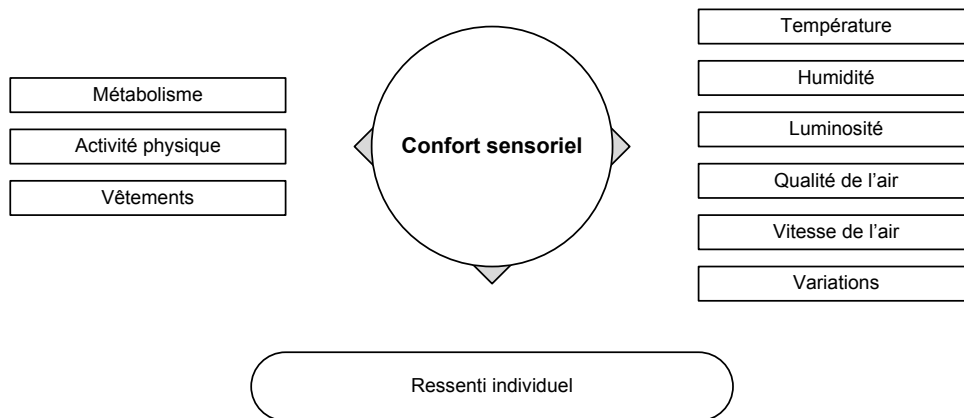 Métabolisme
Activité physique
Vêtements
Confort sensoriel
Température
Humidité
Luminosité
Qualité de l’air
Vitesse de l’air
Variations
Ressenti individuel